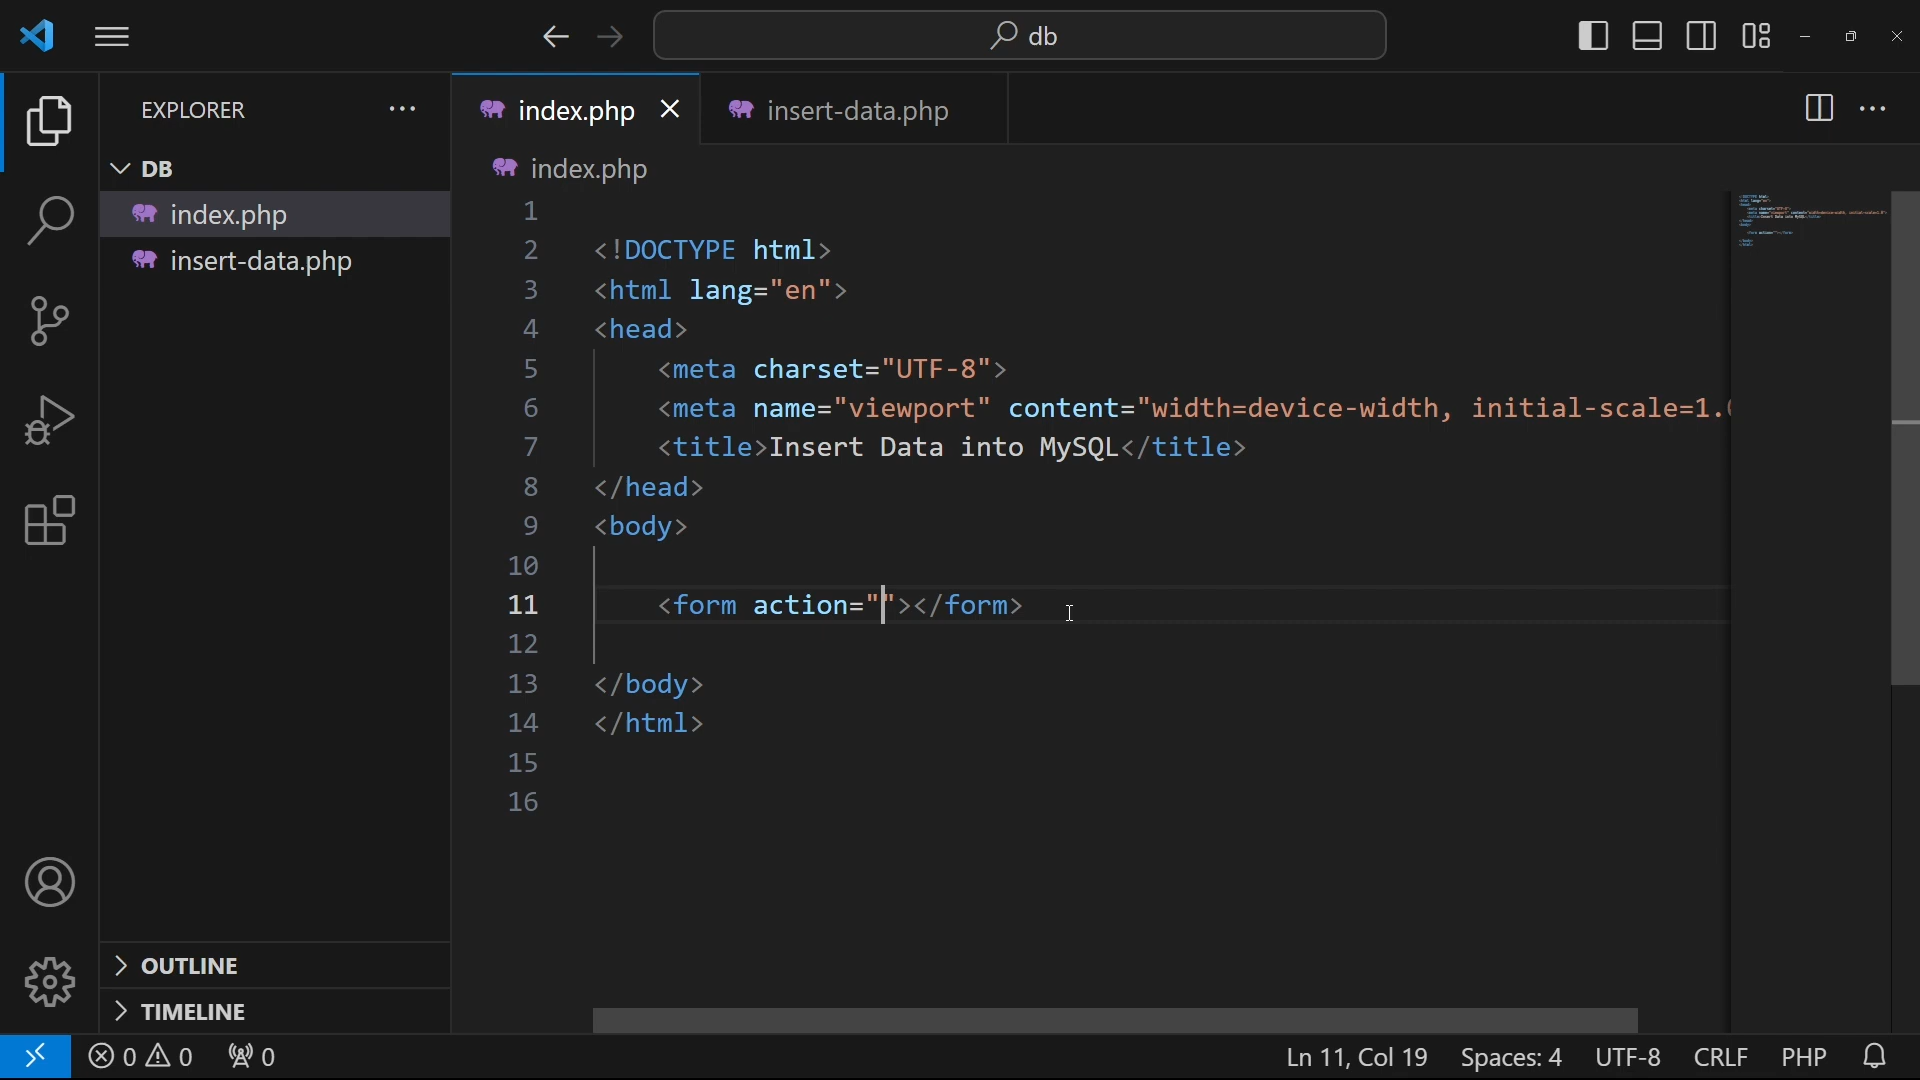 db
EXPLORER
index.php
insert-data.php
DB
index.php
insert-data.php
index.php
1
2 <!DOCTYPE html>
3 <html lang="en">
4 <head>
5 <meta charset="UTF-8">
6 <meta name="viewport" content="width=device-width, initial-scale=1.
7 <title>Insert Data into MySQL</title>
8 </head>
9 <body>
10
11 <form action=""></form>
12
13 </body>
14 </html>
15
16
OUTLINE
TIMELINE
0 0 0
Ln 11, Col 19 Spaces: 4 UTF-8 CRLF PHP